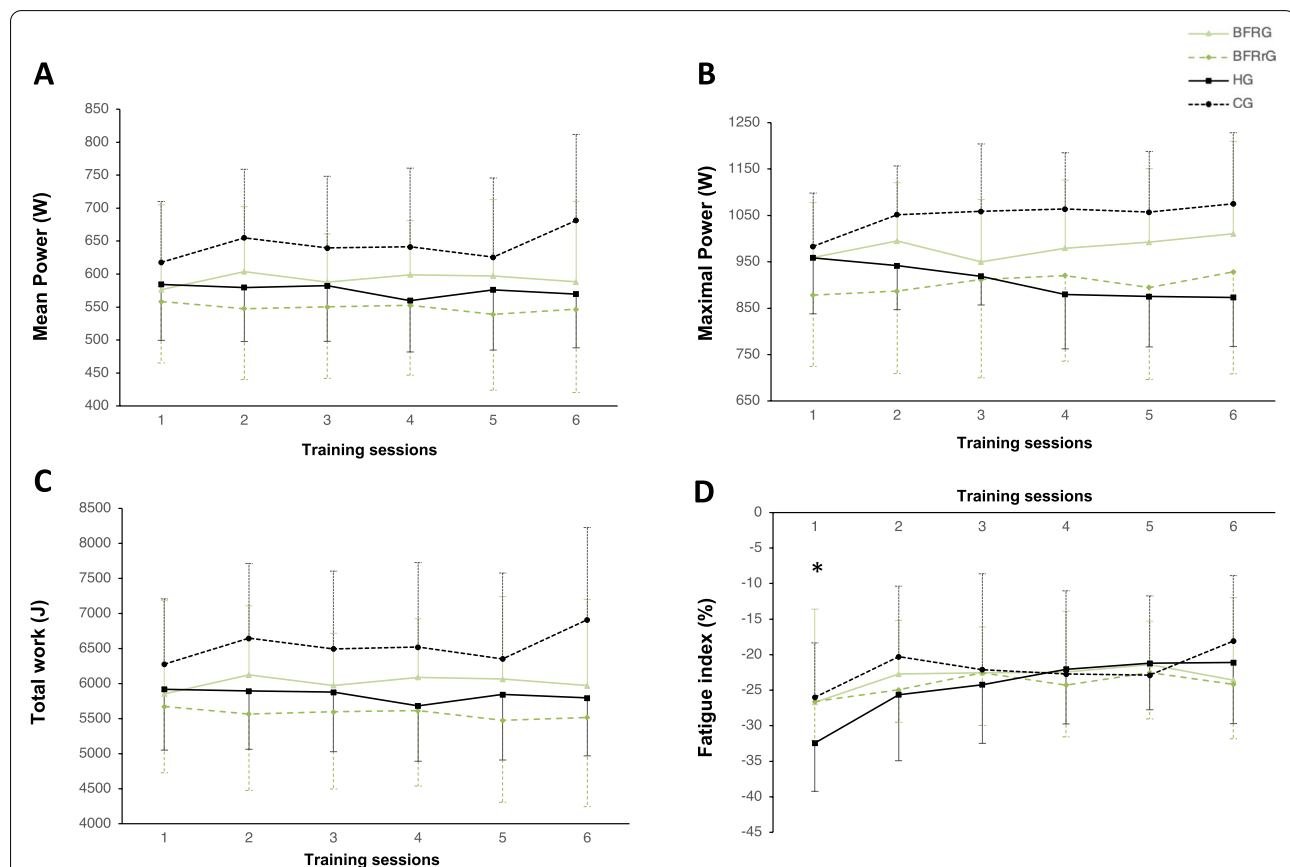 BFRG
BFRrG
HG
CG
A
Mean Power (W)
850
800
750
700
650
600
550
500
450
400
1 2 3 4 5 6
Training sessions
B
Maximal Power (W)
1250
1150
1050
950
850
750
650
1 2 3 4 5 6
Training sessions
C
Total work (J)
8500
8000
7500
7000
6500
6000
5500
5000
4500
4000
1 2 3 4 5 6
Training sessions
D
Training sessions
Fatigue index (%)
0
-5
-10
-15
-20
-25
-30
-35
-40
-45
1 2 3 4 5 6
*